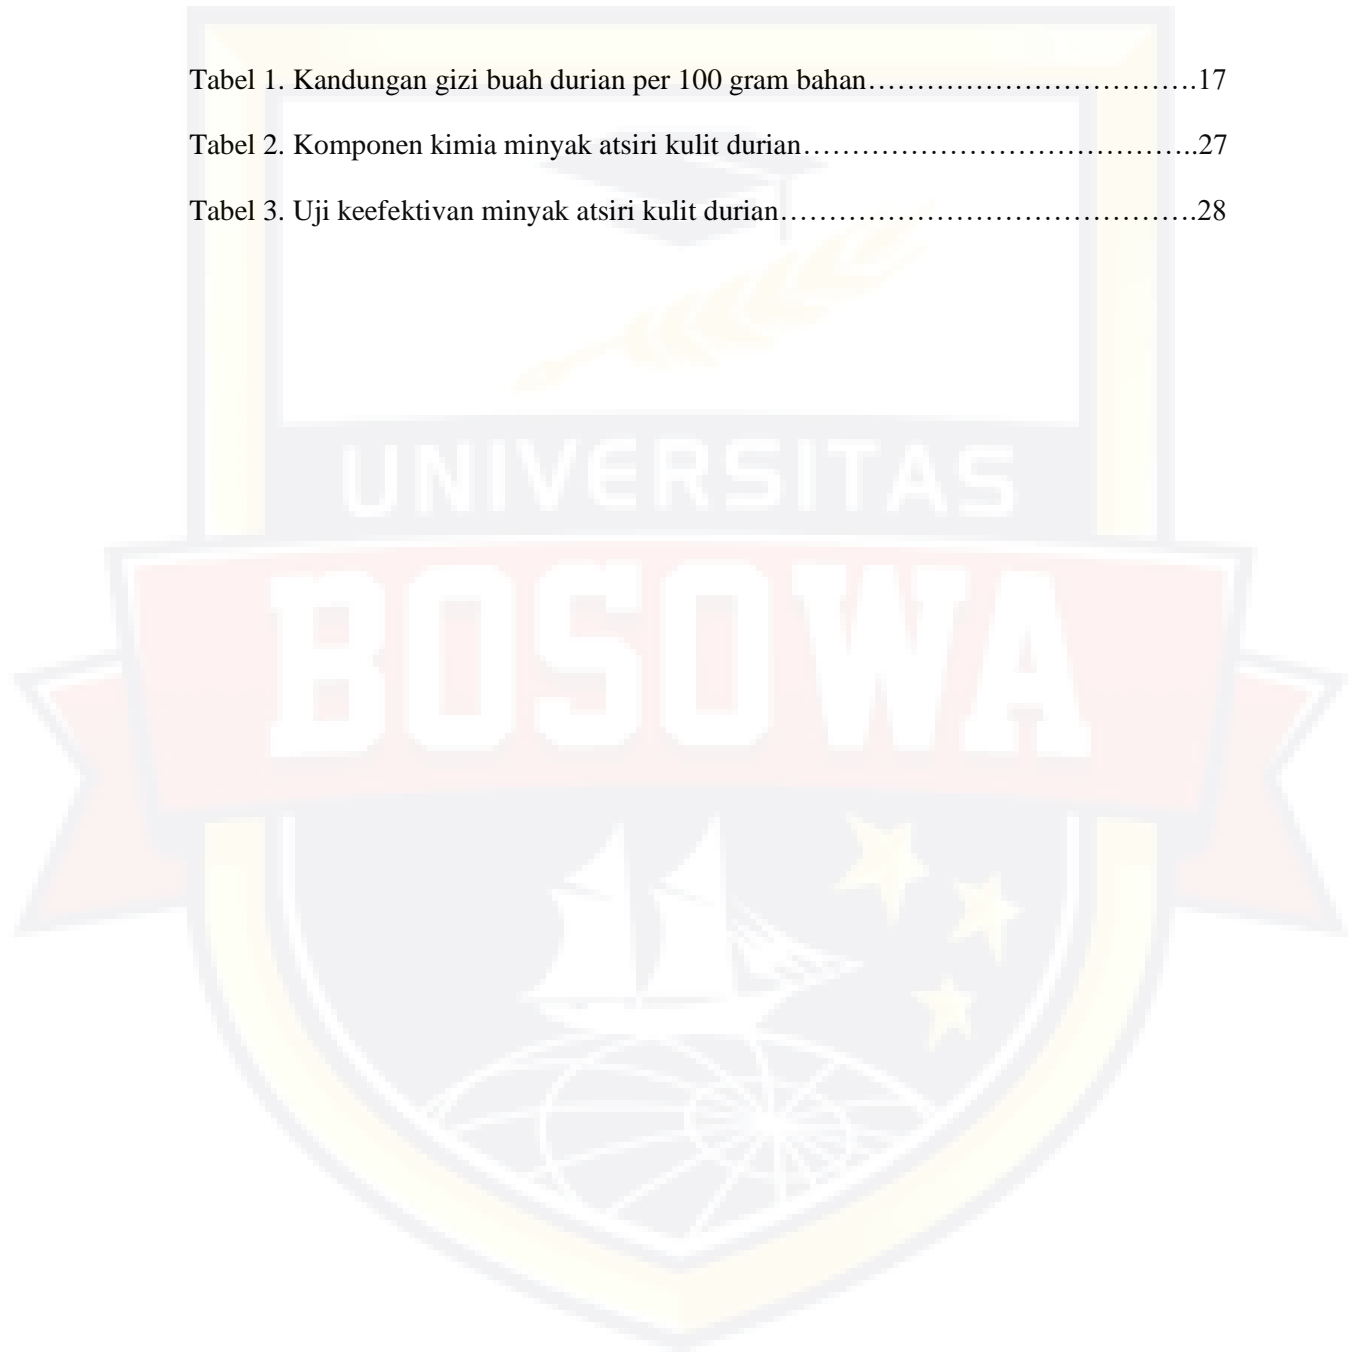 Tabel 1. Kandungan gizi buah durian per 100 gram bahan…………………………….17
Tabel 2. Komponen kimia minyak atsiri kulit durian…………………………………..27
Tabel 3. Uji keefektivan minyak atsiri kulit durian…………………………………….28
UNIVERSITAS
BOSOWA